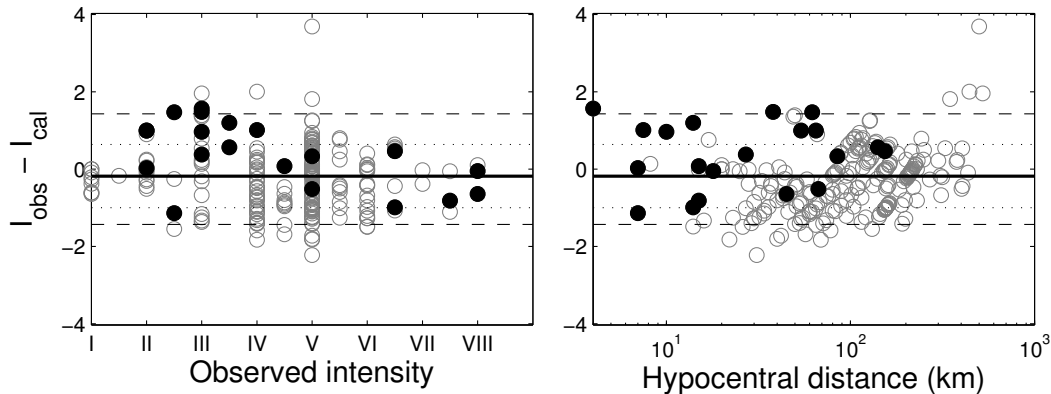 4
2
0
−2
−4
I_obs − I_cal
I II III IV V VI VII VIII
Observed intensity
4
2
0
−2
−4
10^1 10^2 10^3
Hypocentral distance (km)